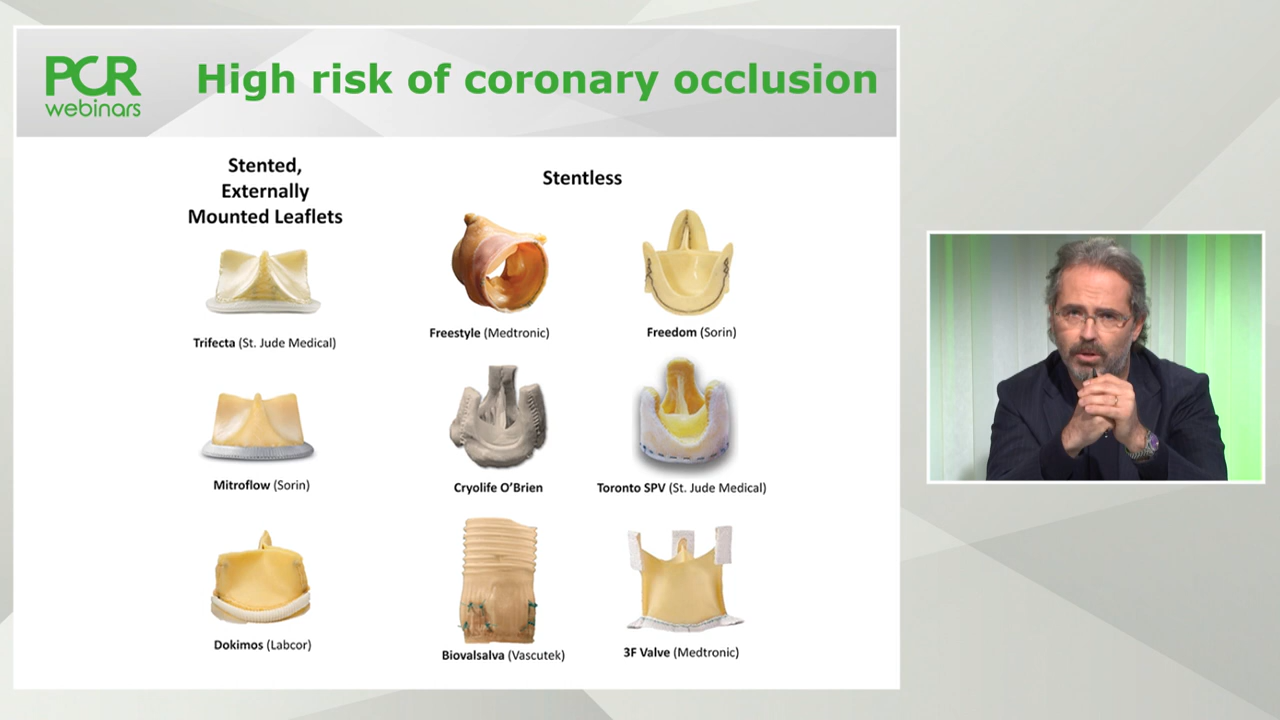 PCR
webinars
High risk of coronary occlusion
Stented,
Externally
Mounted Leaflets
Stentless
Trifecta (St. Jude Medical)
Freestyle (Medtronic)
Freedom (Sorin)
Mitroflow (Sorin)
Cryolife O’Brien
Toronto SPV (St. Jude Medical)
Dokimos (Labcor)
Biovalsalva (Vascutek)
3F Valve (Medtronic)